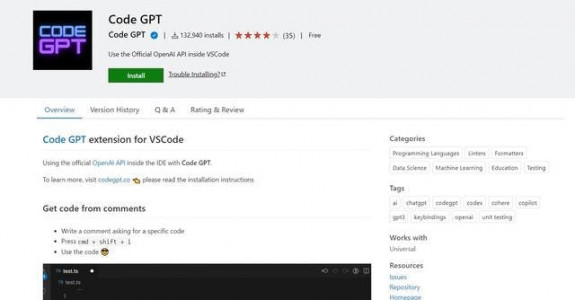 CODE
GPT
Code GPT
Code GPT | 132,940 installs | (35) | Free
Use the Official OpenAI API inside VSCode
Install Trouble Installing?
Overview Version History Q & A Rating & Review
Code GPT extension for VSCode
Using the official OpenAI API inside the IDE with Code GPT.
To learn more, visit codegpt.co 👈 please read the installation instructions
Get code from comments
• Write a comment asking for a specific code
• Press cmd + shift + i
• Use the code 😎
test.ts
test.ts
Categories
Programming Languages Linters Formatters
Data Science Machine Learning Education Testing
Tags
ai chatgpt codegpt codex cohere copilot
gpt3 keybindings openai unit testing
Works with
Universal
Resources
Issues
Repository
Homepage